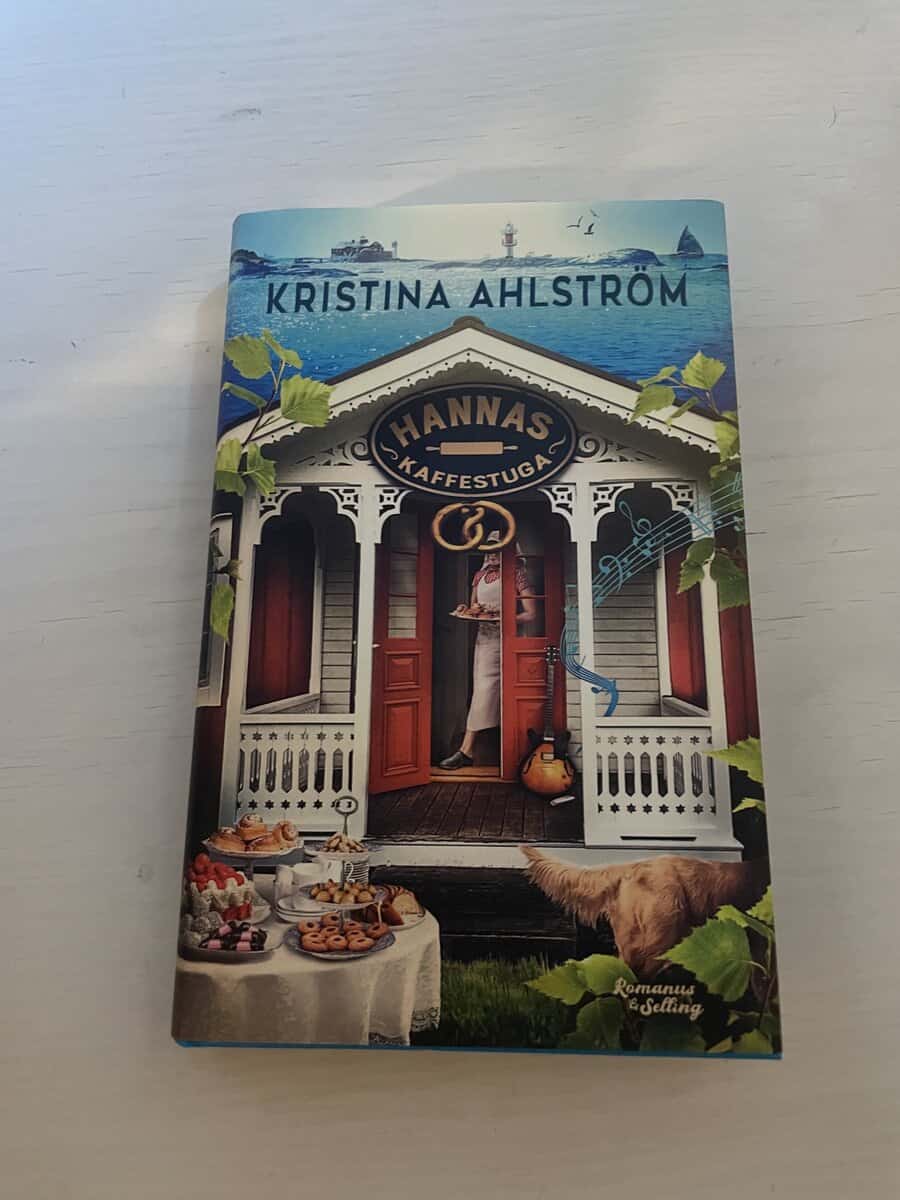 KRISTINA AHLSTRÖM
HANNAS
KAFFESTUGA
Romanus
& Selling